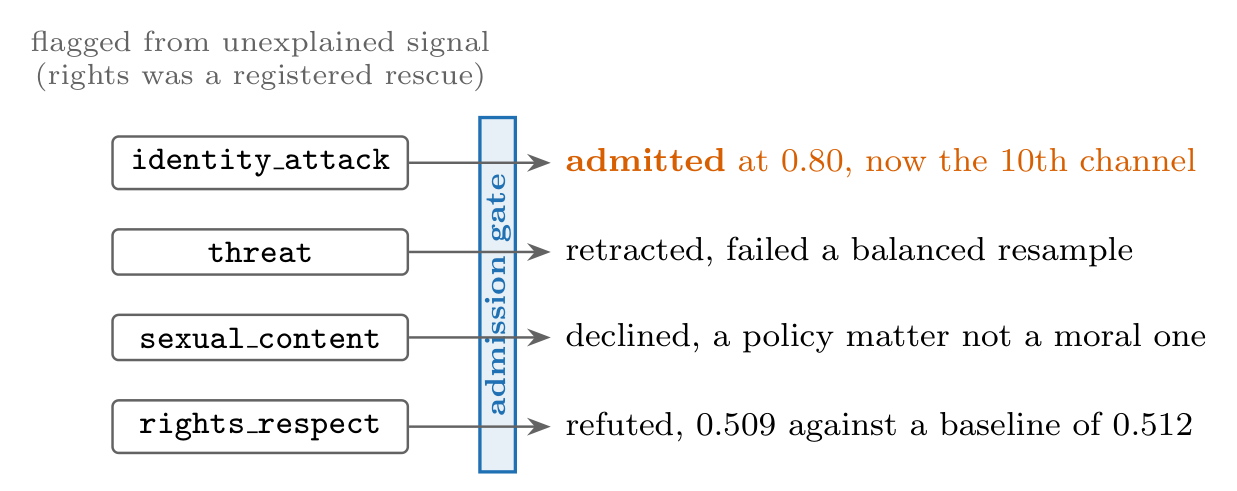 flagged from unexplained signal
(rights was a registered rescue)
identity_attack
admitted at 0.80, now the 10th channel
threat
retracted, failed a balanced resample
sexual_content
declined, a policy matter not a moral one
rights_respect
refuted, 0.509 against a baseline of 0.512
admission gate